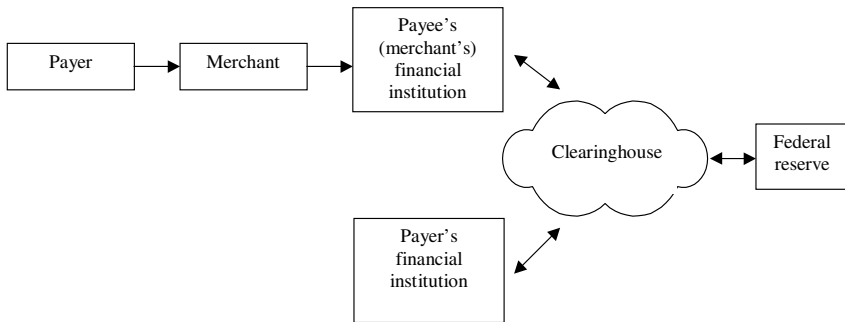 Payer
Merchant
Payee's
(merchant's)
financial
institution
Clearinghouse
Federal
reserve
Payer's
financial
institution